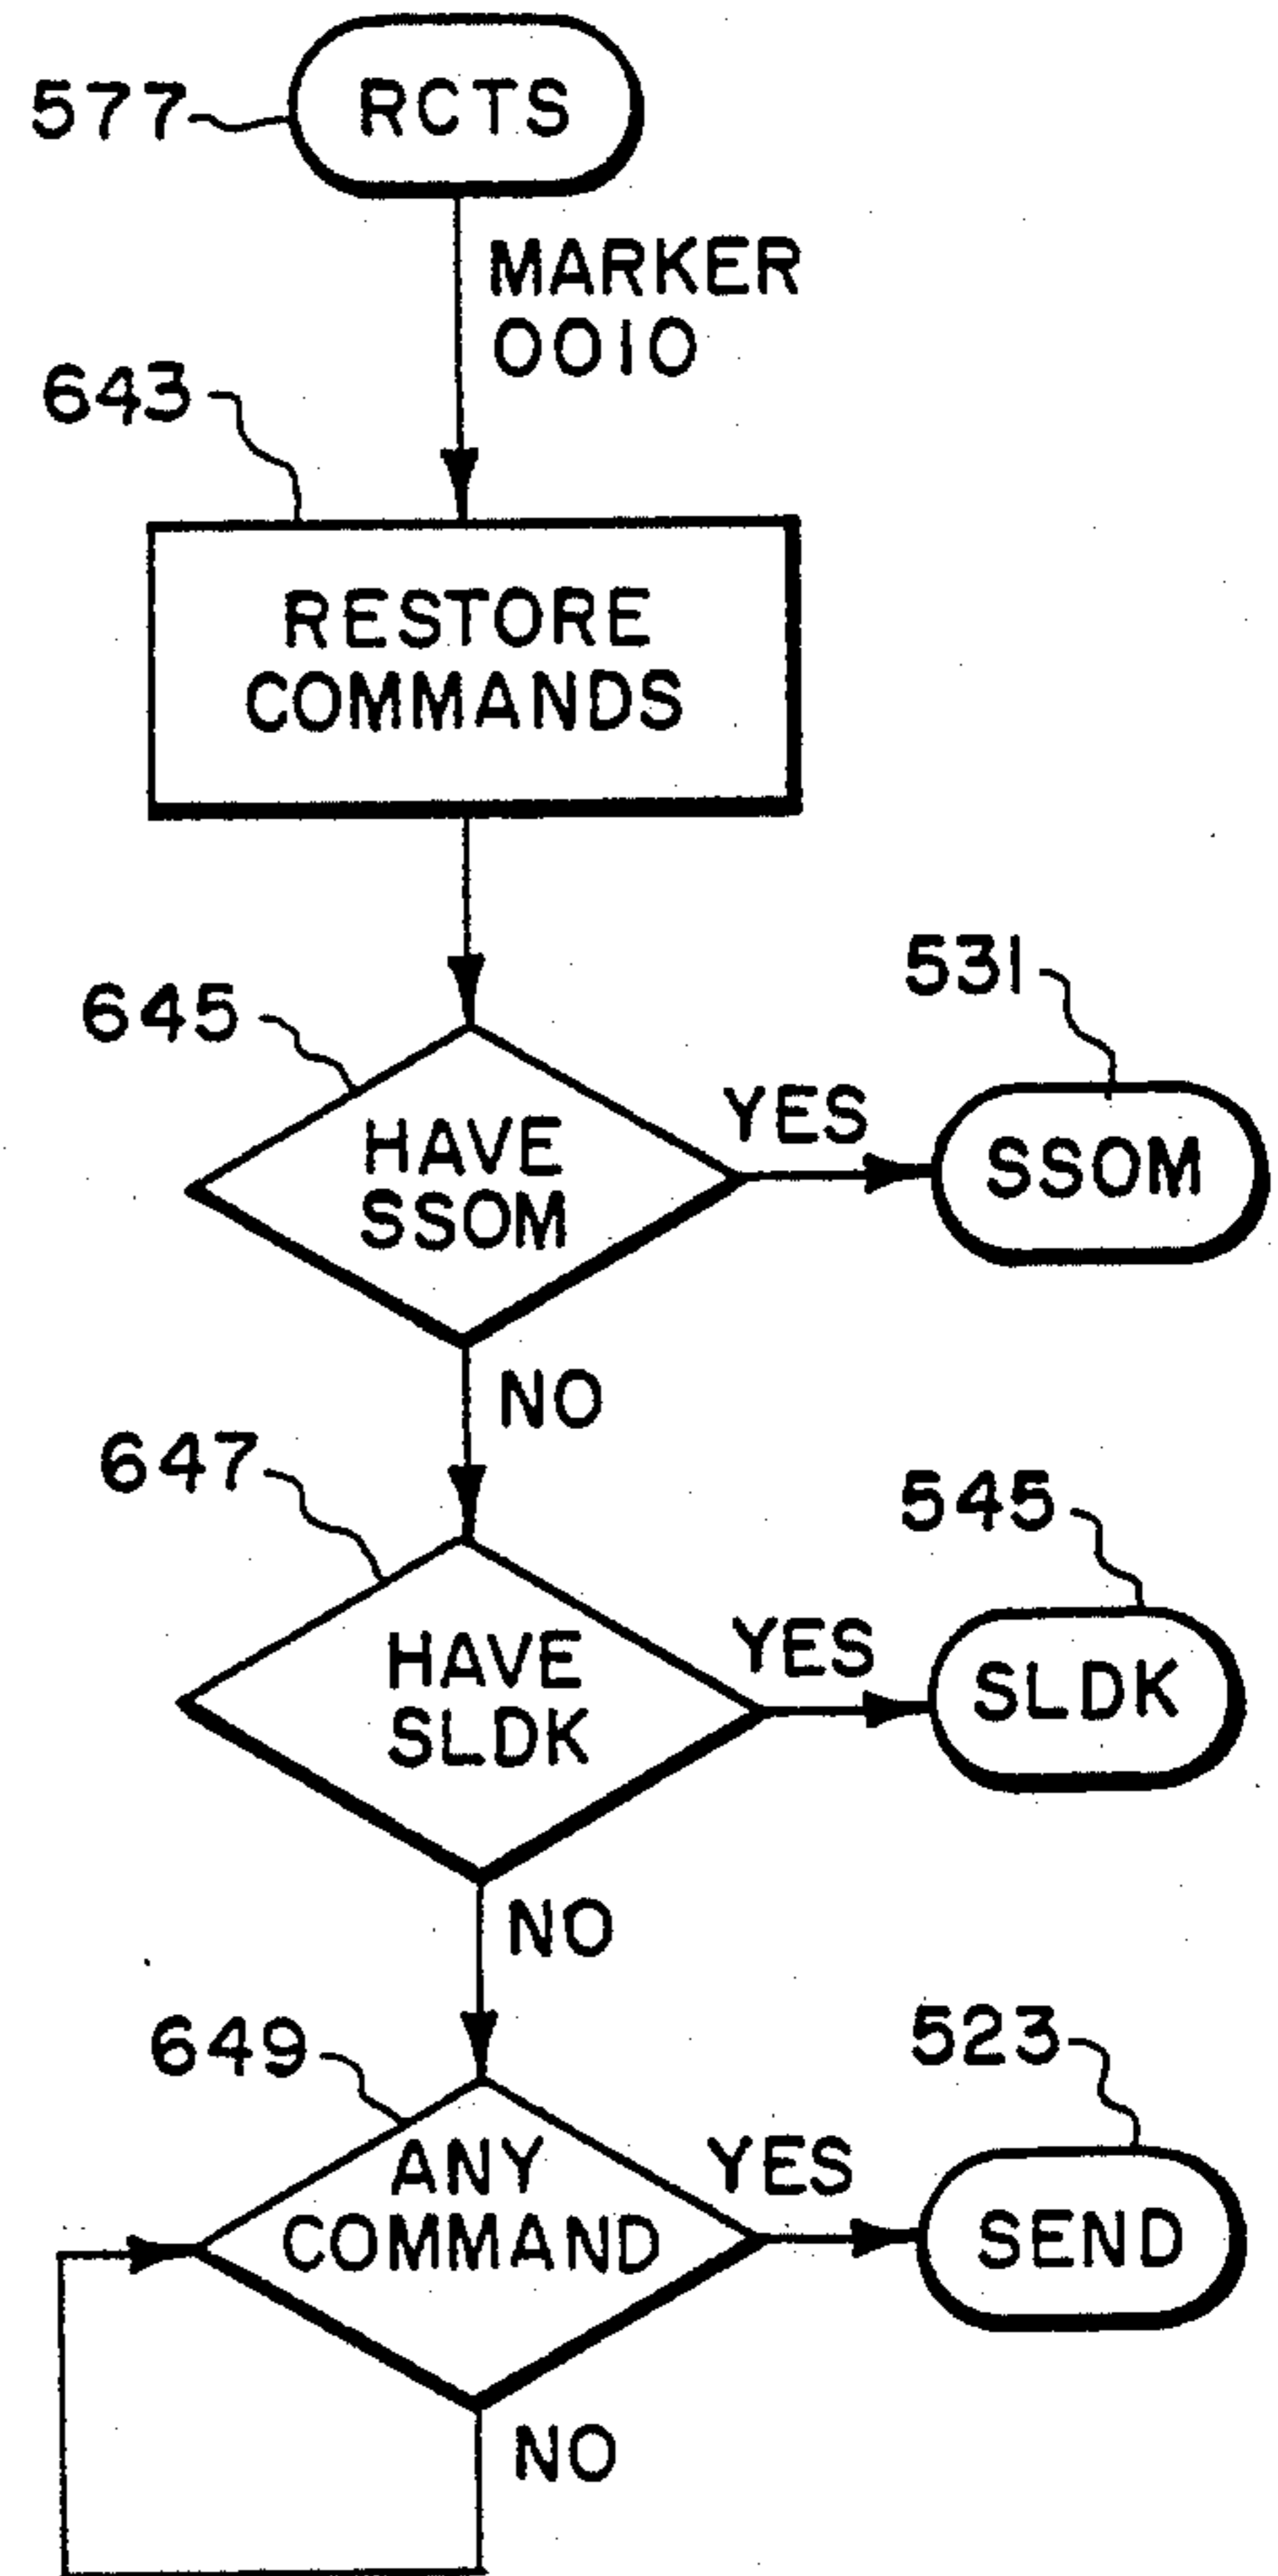 577
RCTS
MARKER
0010
643
RESTORE
COMMANDS
645
HAVE
SSOM
YES
531
SSOM
NO
647
HAVE
SLDK
YES
545
SLDK
NO
649
ANY
COMMAND
YES
523
SEND
NO